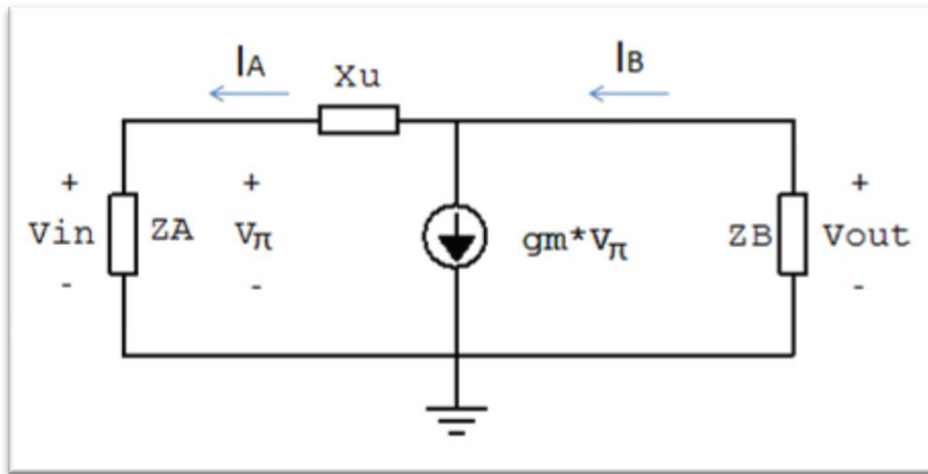 IA
Xu
IB
+ + +
Vin ZA Vπ gm*Vπ ZB Vout
- - -